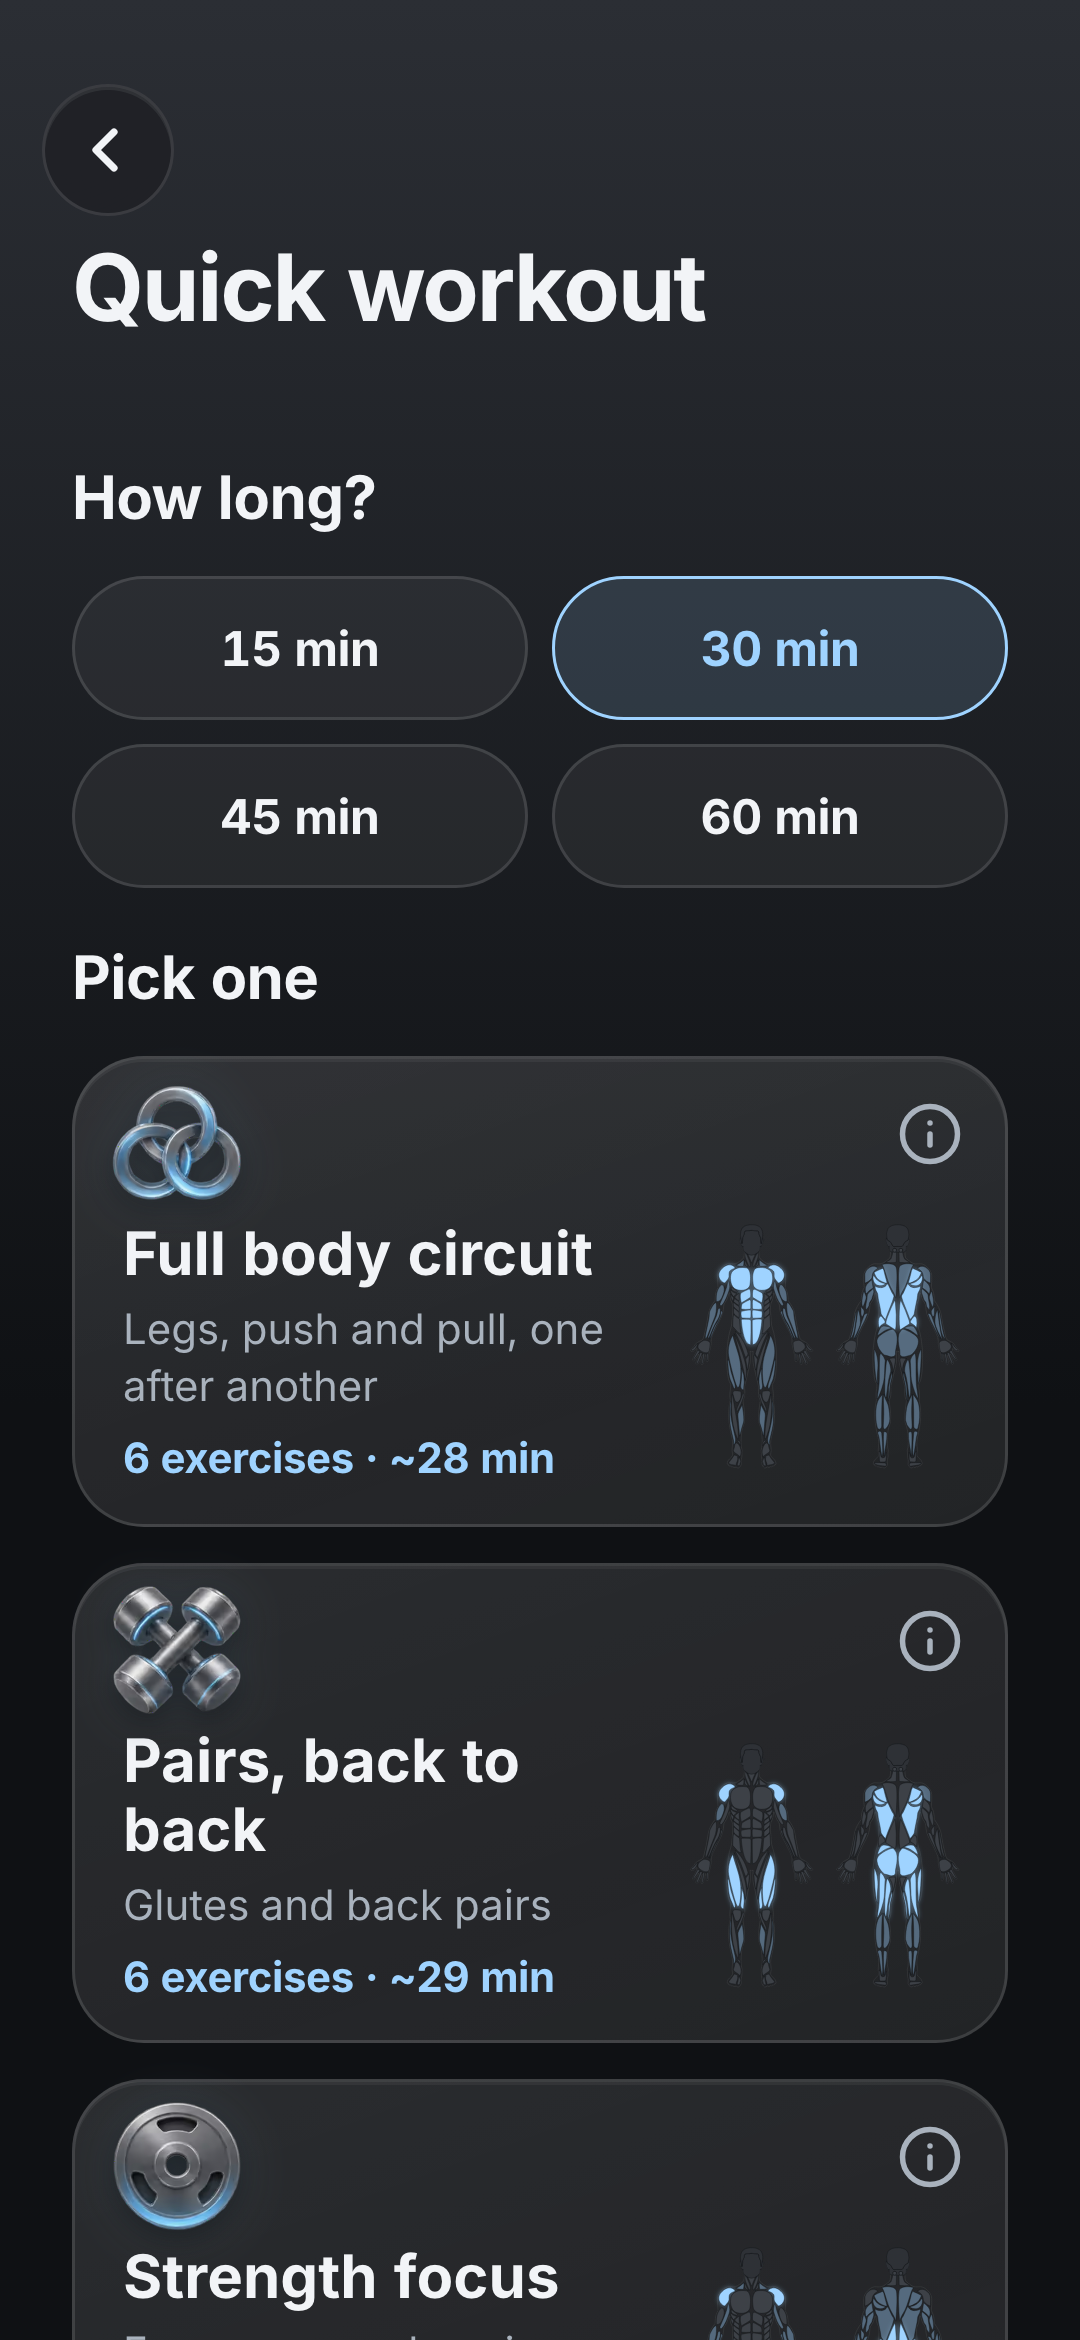 Quick workout
How long?
15 min
30 min
45 min
60 min
Pick one
Full body circuit
Legs, push and pull, one
after another
6 exercises · ~28 min
Pairs, back to
back
Glutes and back pairs
6 exercises · ~29 min
Strength focus